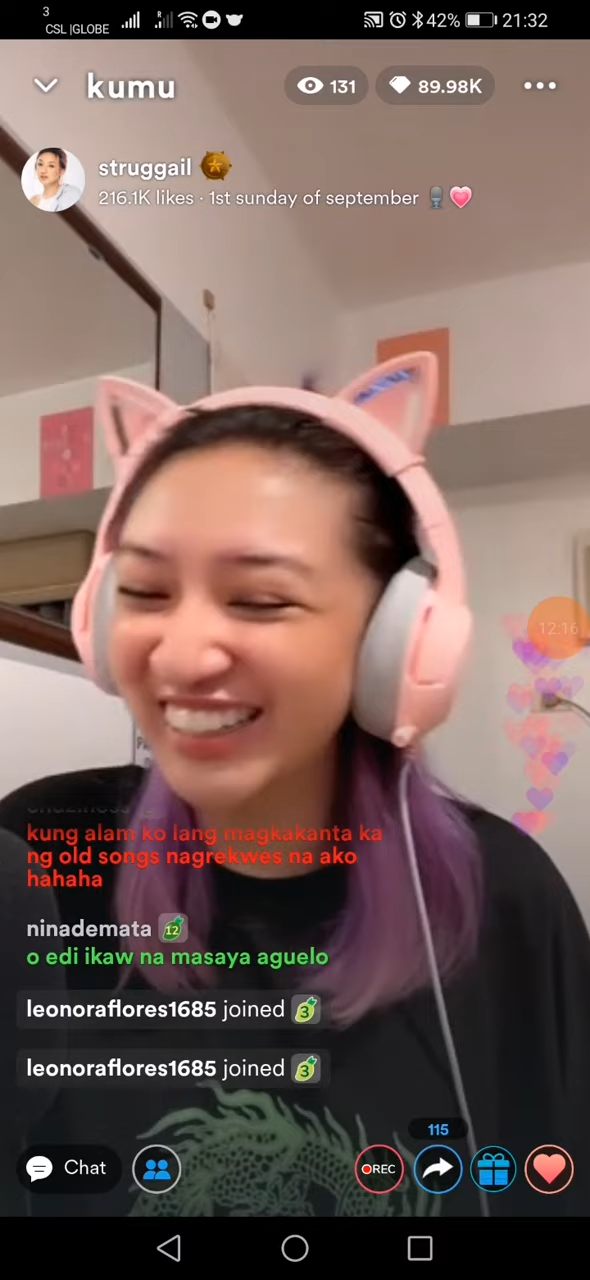 3
CSL |GLOBE
R
42%
21:32
kumu
131
89.98K
struggail
216.1K likes · 1st sunday of september
12:16
kung alam ko lang magkakanta ka
ng old songs nagrekwes na ako
hahaha
ninademata 12
o edi ikaw na masaya aguelo
leonoraflores1685 joined 3
leonoraflores1685 joined 3
115
Chat
REC